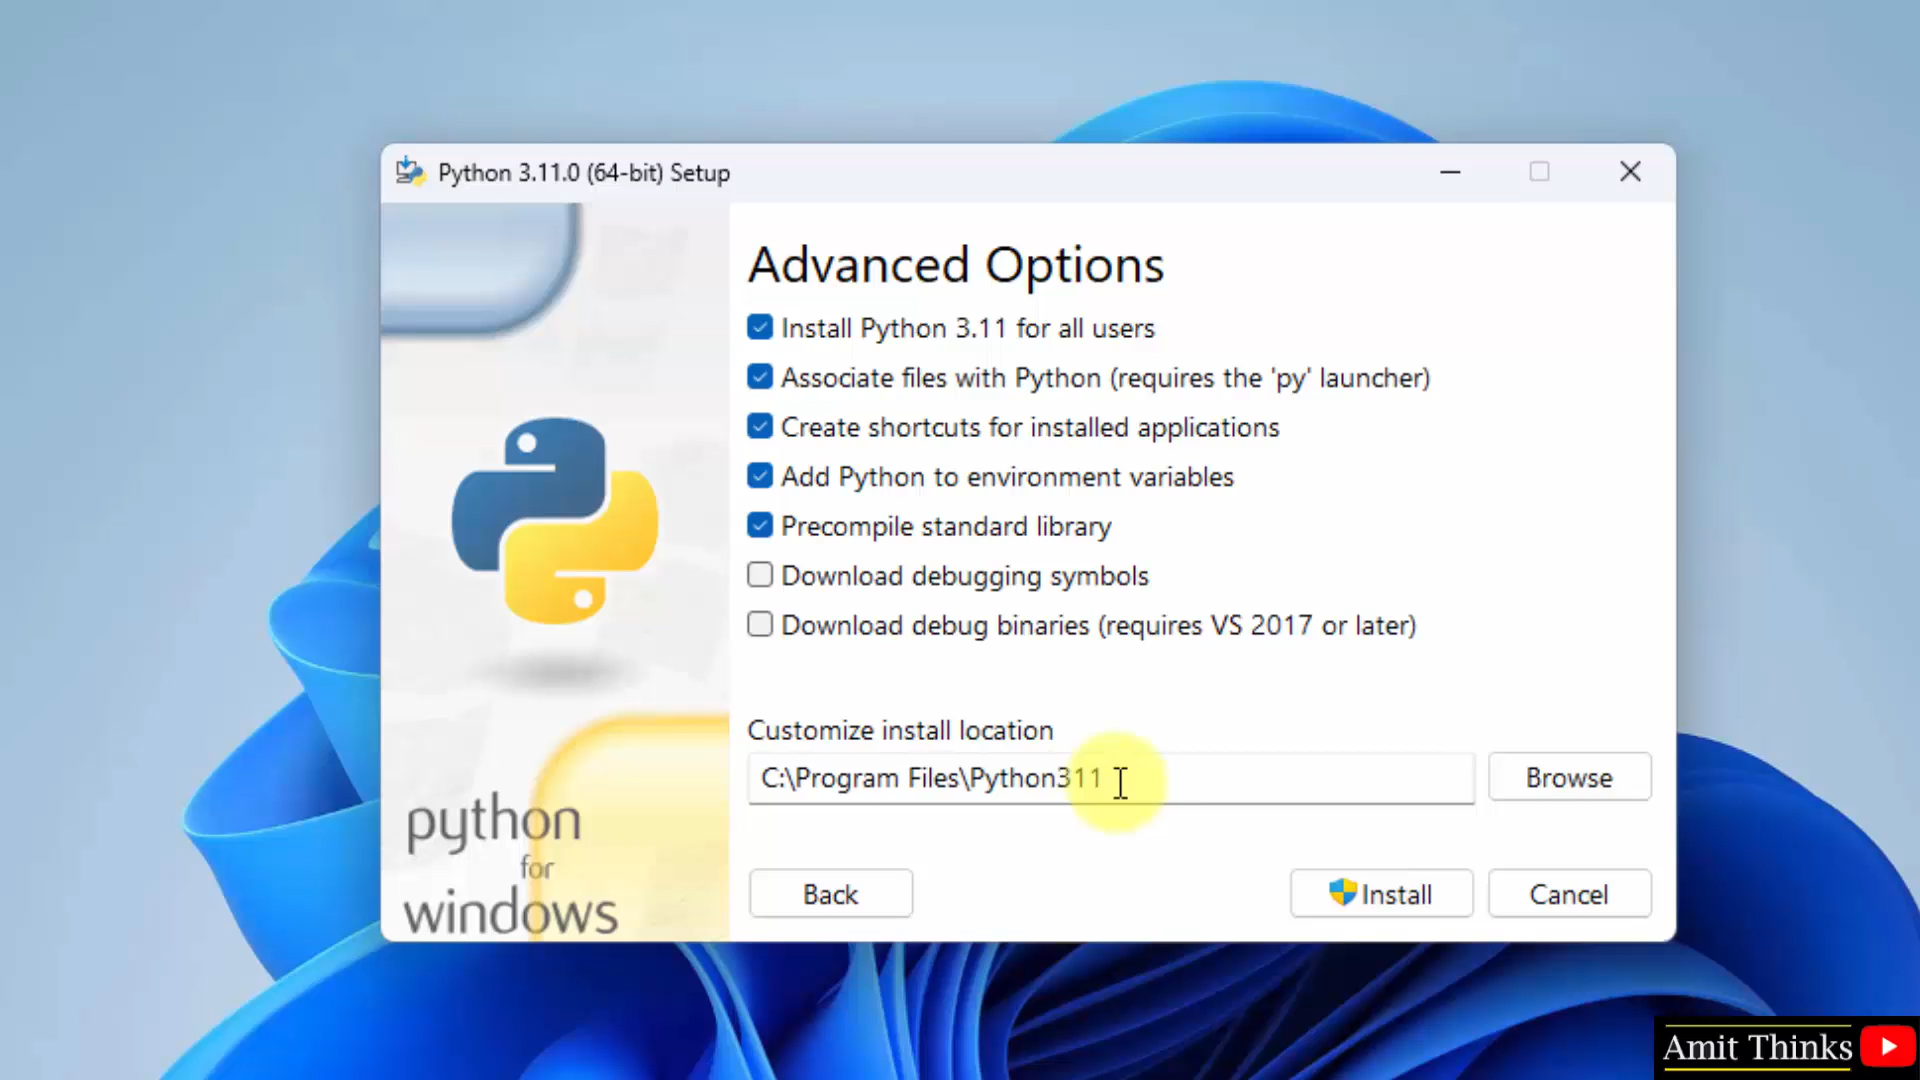 Python 3.11.0 (64-bit) Setup
Advanced Options
Install Python 3.11 for all users
Associate files with Python (requires the 'py' launcher)
Create shortcuts for installed applications
Add Python to environment variables
Precompile standard library
Download debugging symbols
Download debug binaries (requires VS 2017 or later)
Customize install location
C:\Program Files\Python311
Browse
python
for
windows
Back
Install
Cancel
Amit Thinks